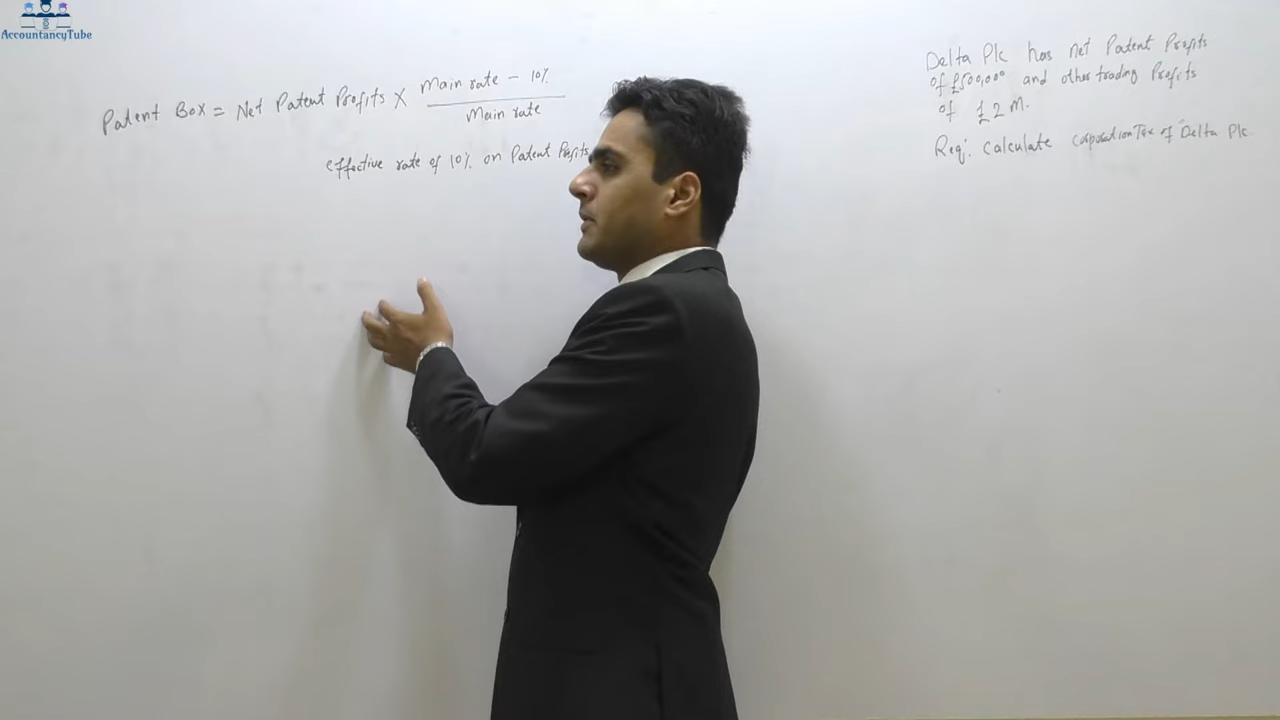 AccountancyTube
Patent Box = Net Patent Profits X Main rate - 10%
Main rate
effective rate of 10% on Patent Profits
Delta Plc has net Patent Profits
of £500,000 and other trading Profits
of £2m.
Req: Calculate corporation Tax of Delta Plc.